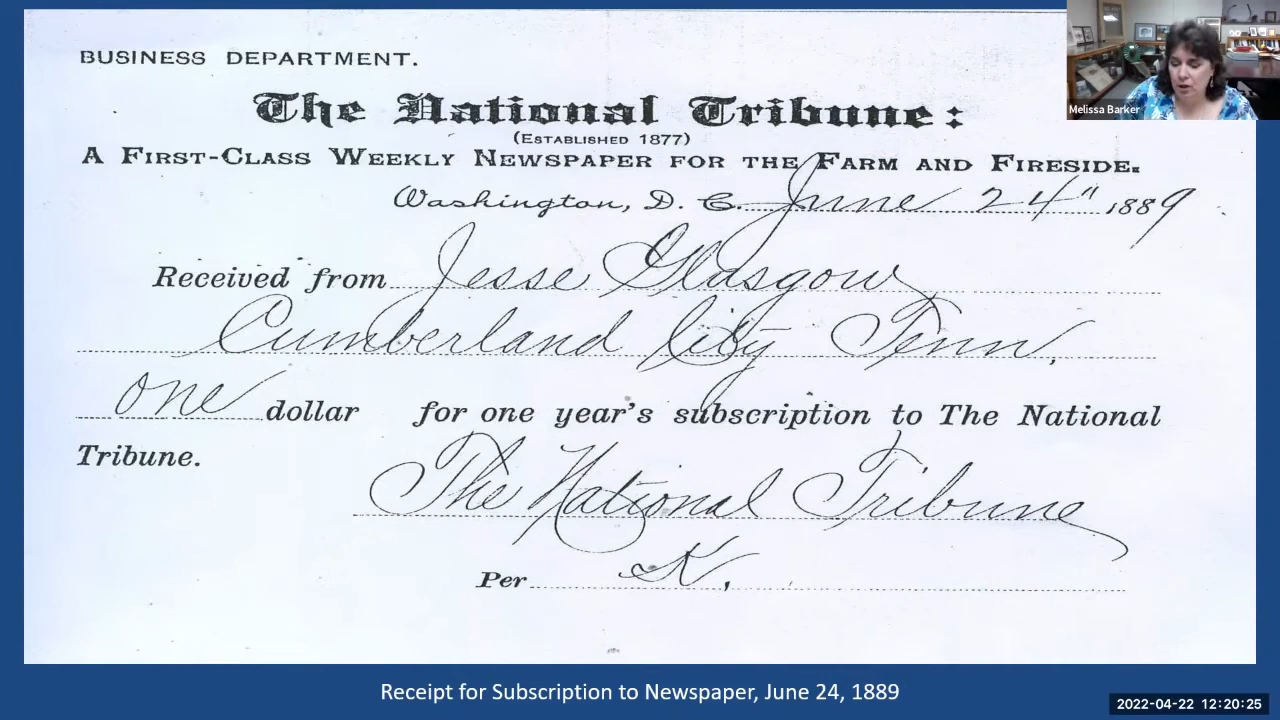 BUSINESS DEPARTMENT.
The National Tribune:
(ESTABLISHED 1877)
A FIRST-CLASS WEEKLY NEWSPAPER FOR THE FARM AND FIRESIDE.
Washington, D. C. June 24" 1889
Received from Jesse Glasgow
Cumberland City Tenn,
one dollar for one year's subscription to The National
Tribune.
The National Tribune
Per K,
Melissa Barker
Receipt for Subscription to Newspaper, June 24, 1889
2022-04-22 12:20:25